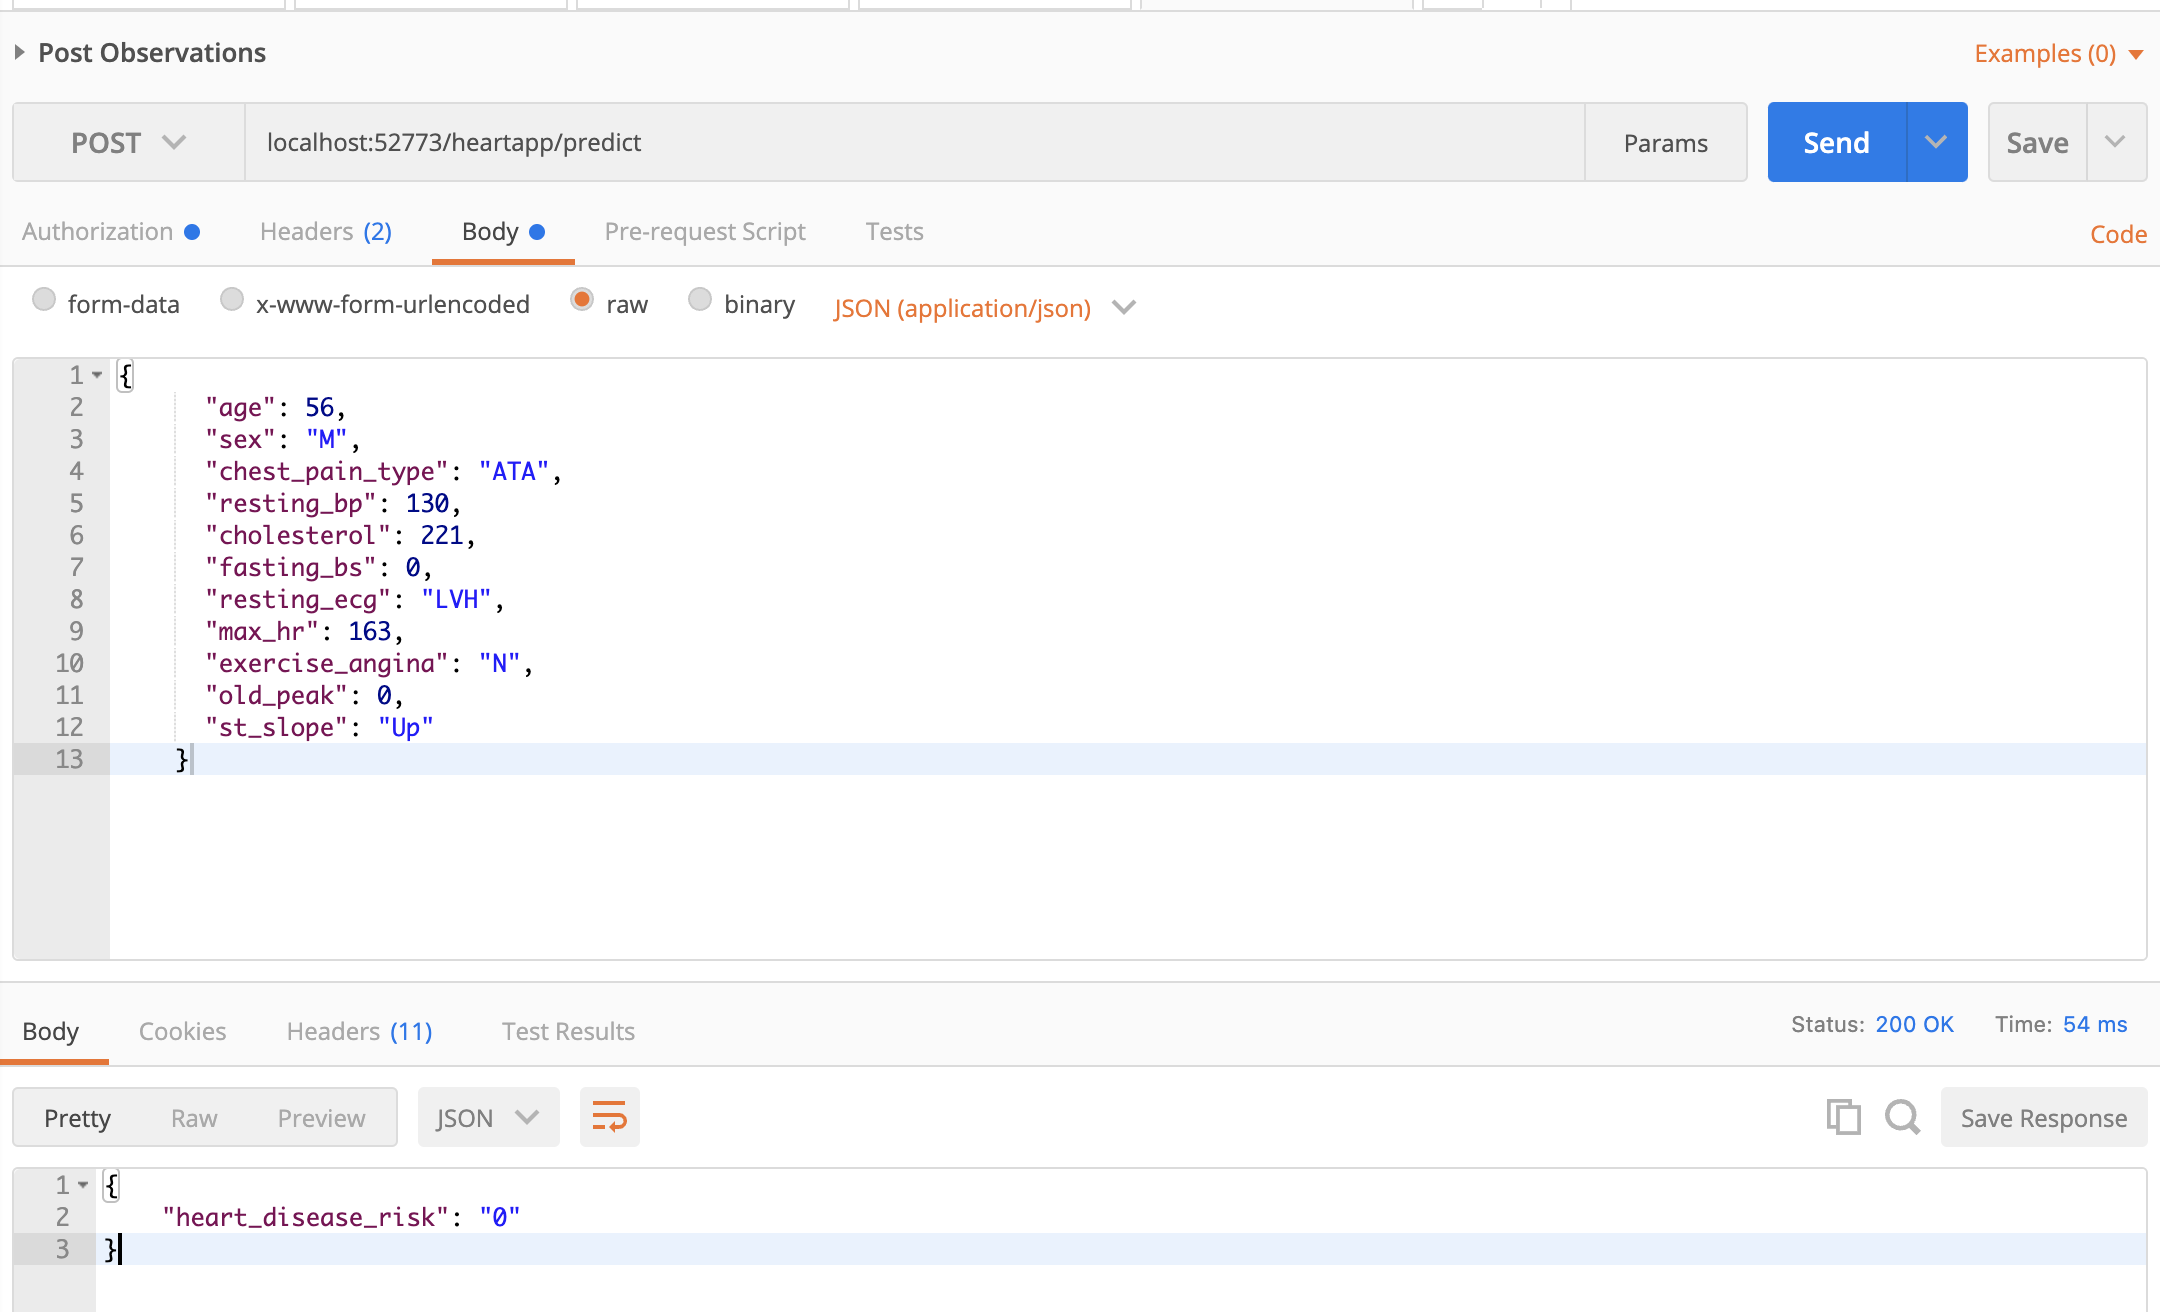 Post Observations
Examples (0)
POST
localhost:52773/heartapp/predict
Params
Send
Save
Authorization
Headers (2)
Body
Pre-request Script
Tests
Code
form-data
x-www-form-urlencoded
raw
binary
JSON (application/json)
1 {
2 "age": 56,
3 "sex": "M",
4 "chest_pain_type": "ATA",
5 "resting_bp": 130,
6 "cholesterol": 221,
7 "fasting_bs": 0,
8 "resting_ecg": "LVH",
9 "max_hr": 163,
10 "exercise_angina": "N",
11 "old_peak": 0,
12 "st_slope": "Up"
13 }
Body
Cookies
Headers (11)
Test Results
Status: 200 OK
Time: 54 ms
Pretty
Raw
Preview
JSON
Save Response
1 {
2 "heart_disease_risk": "0"
3 }